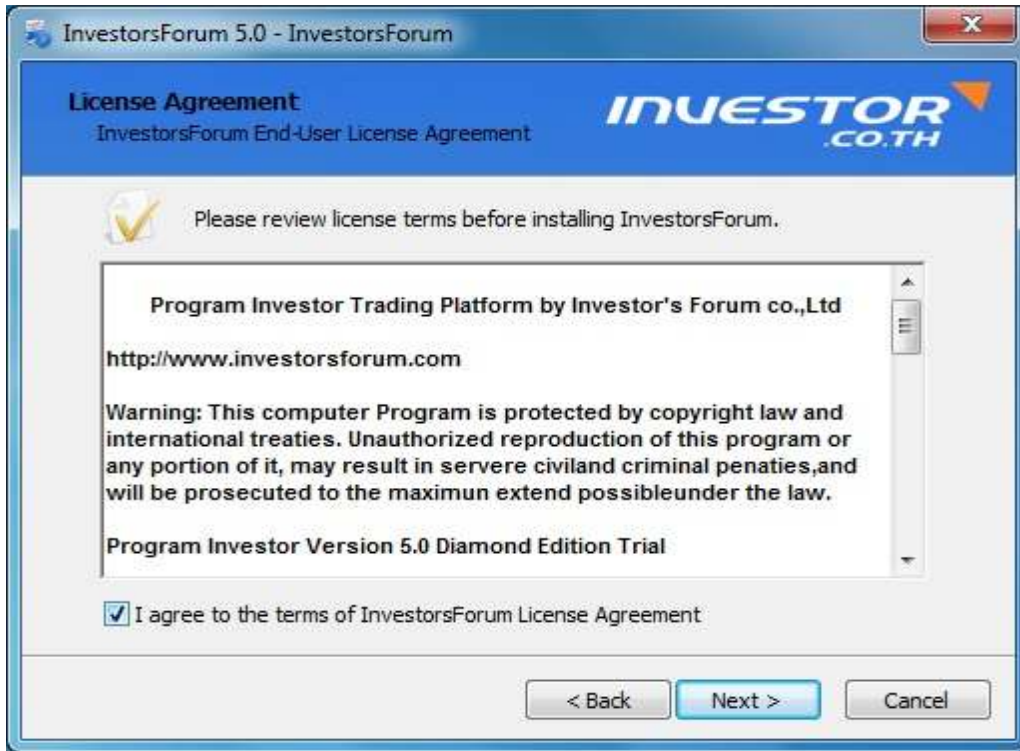 InvestorsForum 5.0 - InvestorsForum
License Agreement
InvestorsForum End-User License Agreement
INVESTOR
.CO.TH
Please review license terms before installing InvestorsForum.
Program Investor Trading Platform by Investor's Forum co.,Ltd
http://www.investorsforum.com
Warning: This computer Program is protected by copyright law and
international treaties. Unauthorized reproduction of this program or
any portion of it, may result in servere civiland criminal penaties,and
will be prosecuted to the maximun extend possibleunder the law.
Program Investor Version 5.0 Diamond Edition Trial
I agree to the terms of InvestorsForum License Agreement
< Back Next > Cancel